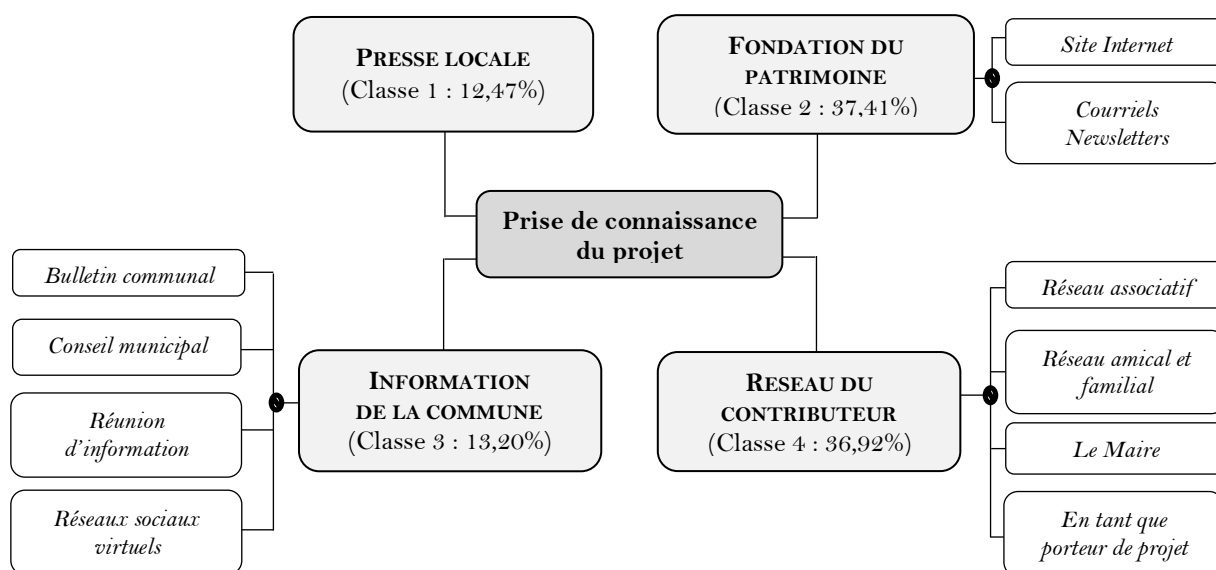 PRESSE LOCALE
(Classe 1 : 12,47%)
FONDATION DU
PATRIMOINE
(Classe 2 : 37,41%)
Site Internet
Courriels
Newsletters
Prise de connaissance
du projet
Bulletin communal
Conseil municipal
Réunion
d’information
Réseaux sociaux
virtuels
INFORMATION
DE LA COMMUNE
(Classe 3 : 13,20%)
RESEAU DU
CONTRIBUTEUR
(Classe 4 : 36,92%)
Réseau associatif
Réseau amical et
familial
Le Maire
En tant que
porteur de projet